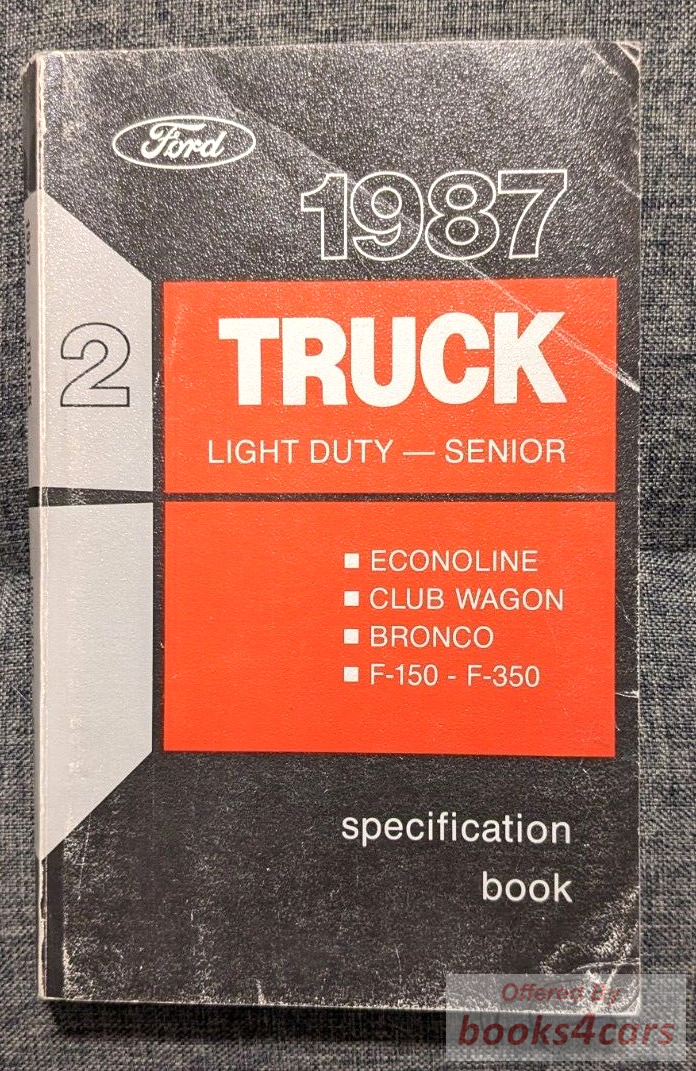 Ford
1987
2
TRUCK
LIGHT DUTY — SENIOR
■ ECONOLINE
■ CLUB WAGON
■ BRONCO
■ F-150 - F-350
specification
book
Offered By
books4cars